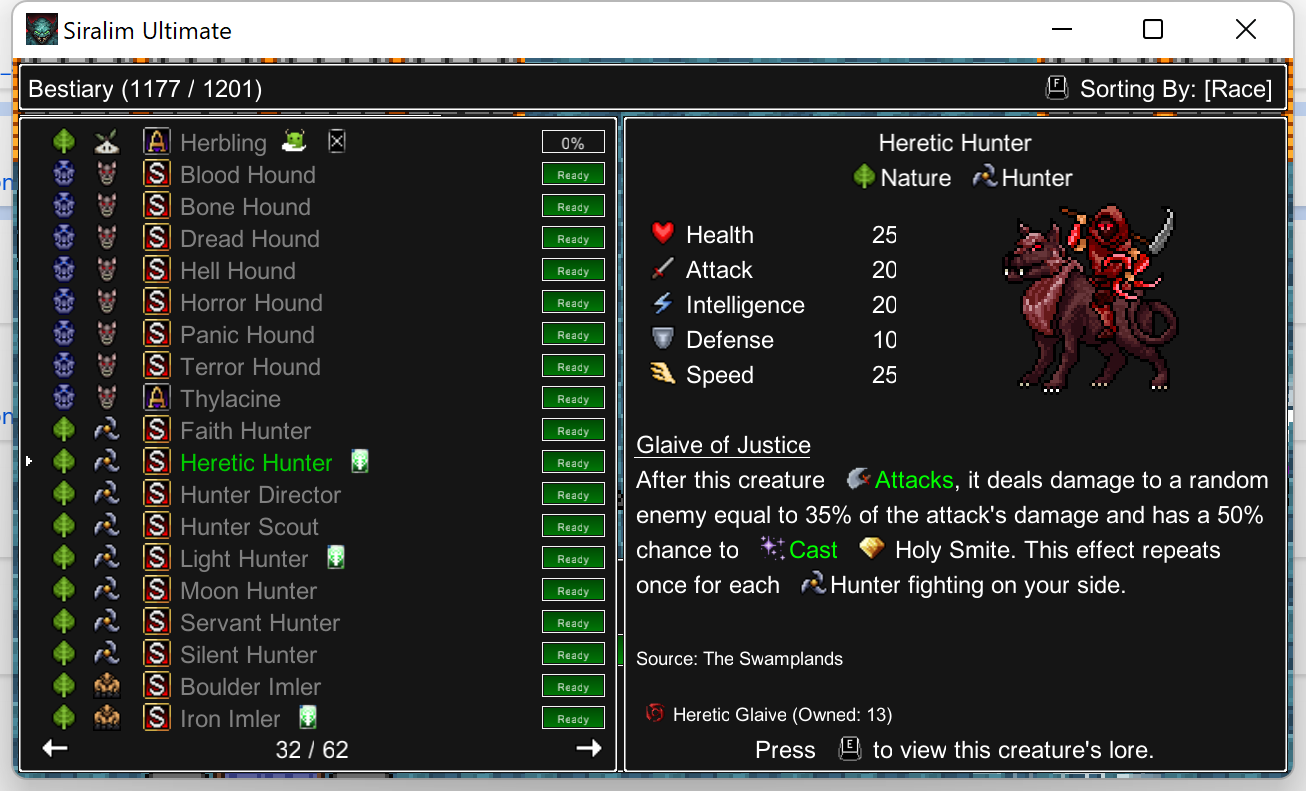 Siralim Ultimate
Bestiary (1177 / 1201)
F Sorting By: [Race]
A Herbling 0%
S Blood Hound Ready
S Bone Hound Ready
S Dread Hound Ready
S Hell Hound Ready
S Horror Hound Ready
S Panic Hound Ready
S Terror Hound Ready
A Thylacine Ready
S Faith Hunter Ready
S Heretic Hunter Ready
S Hunter Director Ready
S Hunter Scout Ready
S Light Hunter Ready
S Moon Hunter Ready
S Servant Hunter Ready
S Silent Hunter Ready
S Boulder Imler Ready
S Iron Imler Ready
32 / 62
Heretic Hunter
Nature Hunter
Health 25
Attack 20
Intelligence 20
Defense 10
Speed 25
Glaive of Justice
After this creature Attacks, it deals damage to a random
enemy equal to 35% of the attack's damage and has a 50%
chance to Cast Holy Smite. This effect repeats
once for each Hunter fighting on your side.
Source: The Swamplands
Heretic Glaive (Owned: 13)
Press E to view this creature's lore.